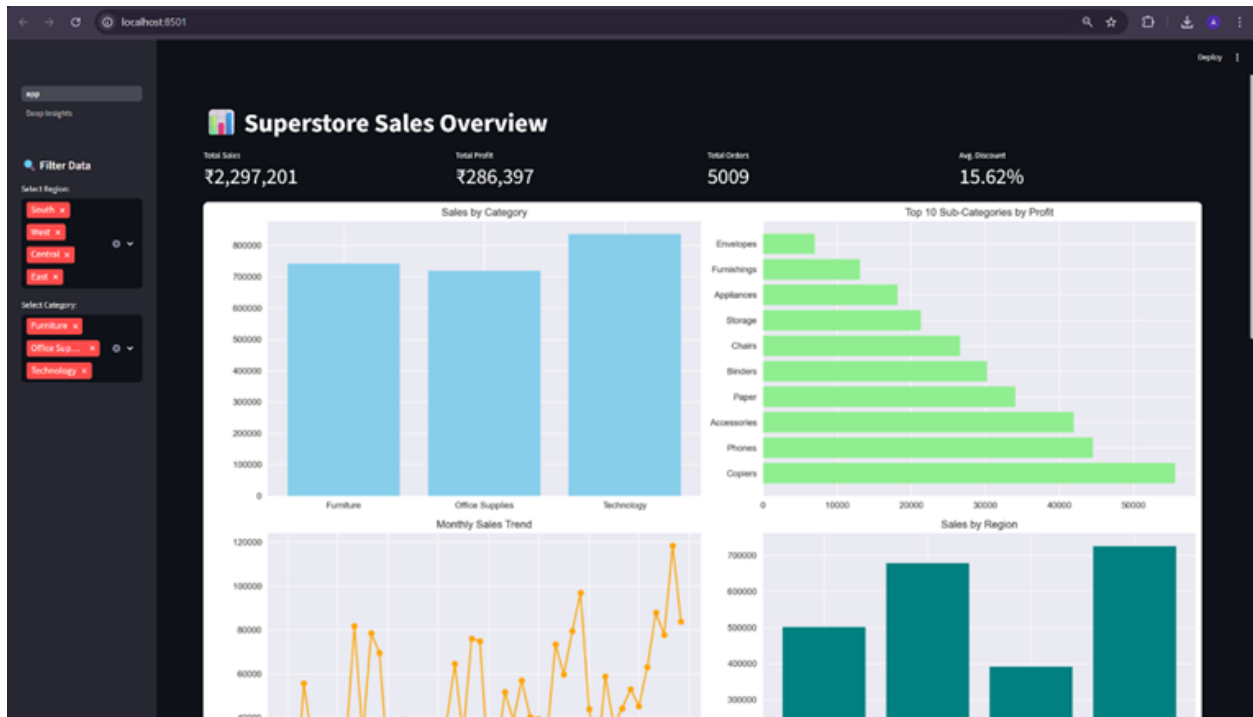 localhost:8501
A
Deploy
app
Deep Insights
Filter Data
Select Region:
South ×
West ×
Central ×
East ×
Select Category:
Furniture ×
Office Sup... ×
Technology ×
Superstore Sales Overview
Total Sales
₹2,297,201
Total Profit
₹286,397
Total Orders
5009
Avg. Discount
15.62%
Sales by Category
800000
700000
600000
500000
400000
300000
200000
100000
0
Furniture Office Supplies Technology
Top 10 Sub-Categories by Profit
Envelopes
Furnishings
Appliances
Storage
Chairs
Binders
Paper
Accessories
Phones
Copiers
0 10000 20000 30000 40000 50000
Monthly Sales Trend
120000
100000
80000
60000
Sales by Region
700000
600000
500000
400000
300000